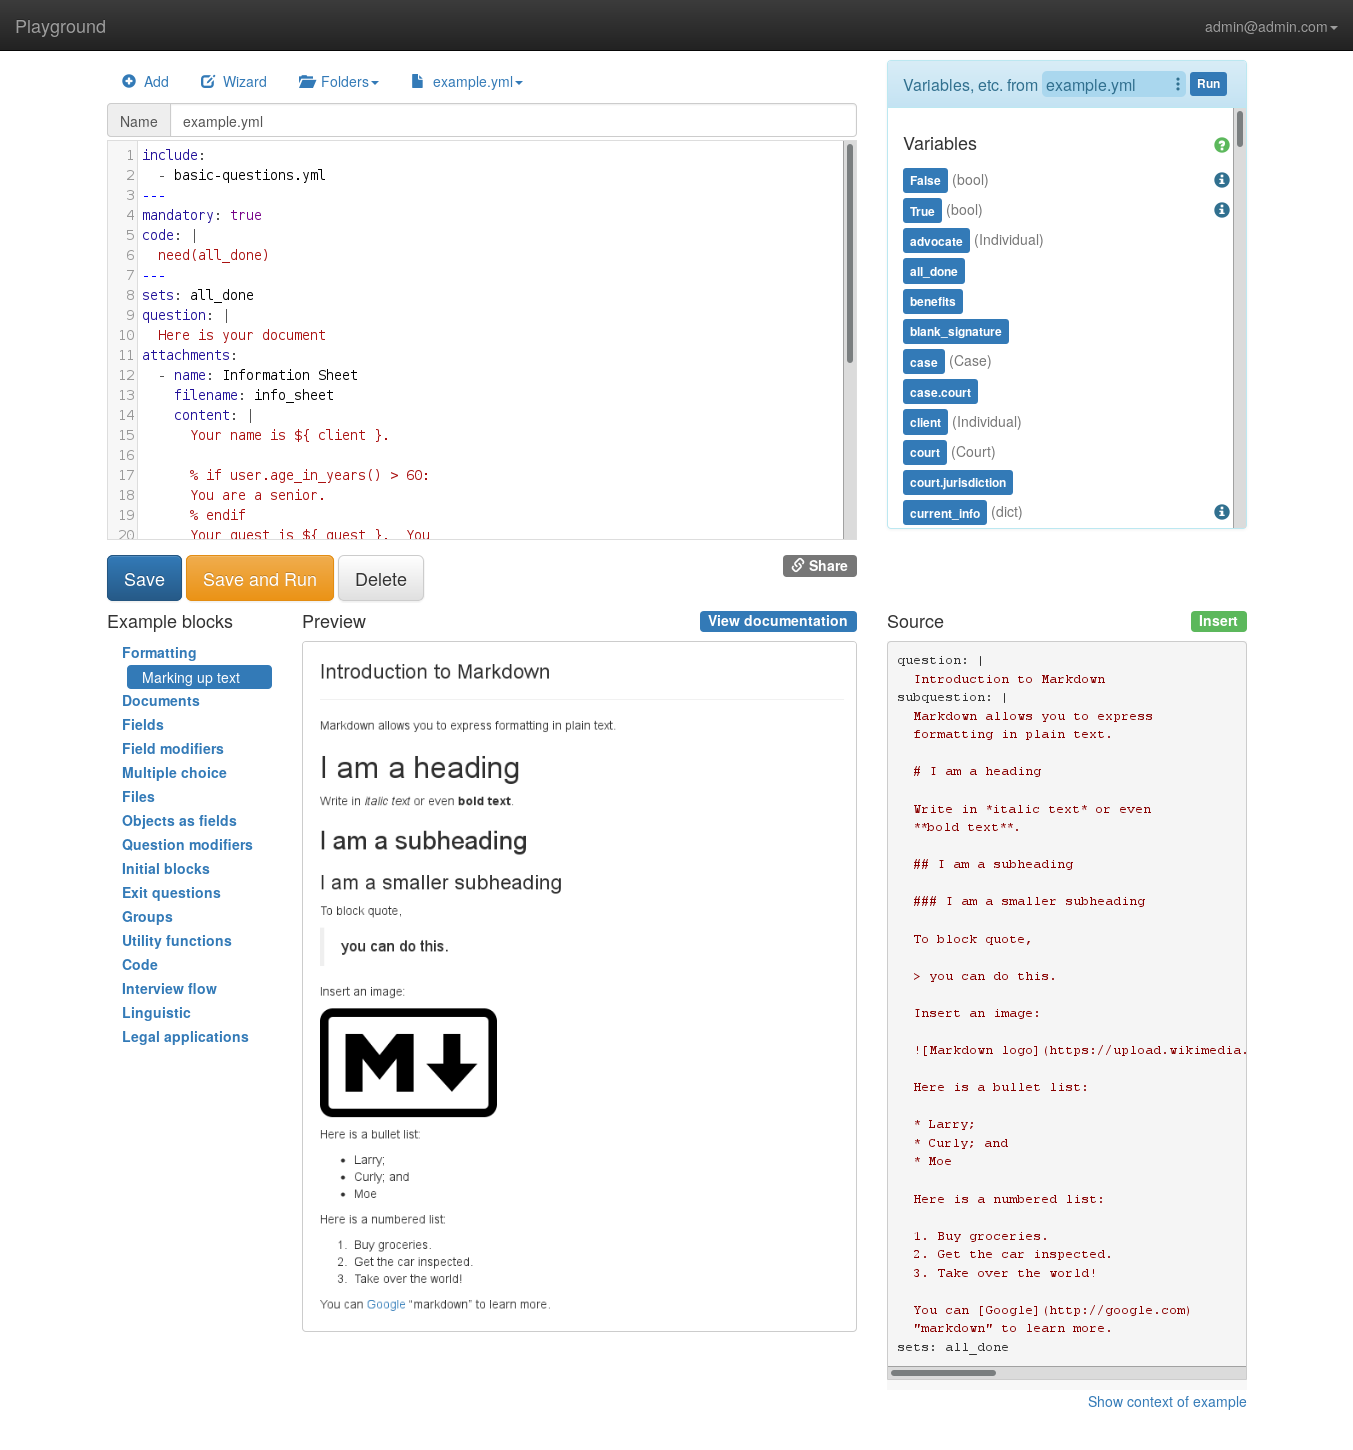 Playground
admin@admin.com
Add
Wizard
Folders
example.yml
Name
example.yml
1 include:
2   - basic-questions.yml
3 ---
4 mandatory: true
5 code: |
6   need(all_done)
7 ---
8 sets: all_done
9 question: |
10   Here is your document
11 attachments:
12   - name: Information Sheet
13     filename: info_sheet
14     content: |
15       Your name is ${ client }.
16
17       % if user.age_in_years() > 60:
18       You are a senior.
19       % endif
20       Your quest is ${ quest }.  You
Variables, etc. from example.yml
Run
Variables
False (bool)
True (bool)
advocate (Individual)
all_done
benefits
blank_signature
case (Case)
case.court
client (Individual)
court (Court)
court.jurisdiction
current_info (dict)
Save
Save and Run
Delete
Share
Example blocks
Formatting
Marking up text
Documents
Fields
Field modifiers
Multiple choice
Files
Objects as fields
Question modifiers
Initial blocks
Exit questions
Groups
Utility functions
Code
Interview flow
Linguistic
Legal applications
Preview
View documentation
Introduction to Markdown
Markdown allows you to express formatting in plain text.
I am a heading
Write in italic text or even bold text.
I am a subheading
I am a smaller subheading
To block quote,
you can do this.
Insert an image:
M
Here is a bullet list:
• Larry;
• Curly; and
• Moe
Here is a numbered list:
1. Buy groceries.
2. Get the car inspected.
3. Take over the world!
You can Google “markdown” to learn more.
Source
Insert
question: |
  Introduction to Markdown
subquestion: |
  Markdown allows you to express
  formatting in plain text.
  # I am a heading
  Write in *italic text* or even
  **bold text**.
  ## I am a subheading
  ### I am a smaller subheading
  To block quote,
  > you can do this.
  Insert an image:
  ![Markdown logo](https://upload.wikimedia.
  Here is a bullet list:
  * Larry;
  * Curly; and
  * Moe
  Here is a numbered list:
  1. Buy groceries.
  2. Get the car inspected.
  3. Take over the world!
  You can [Google](http://google.com)
  "markdown" to learn more.
sets: all_done
Show context of example